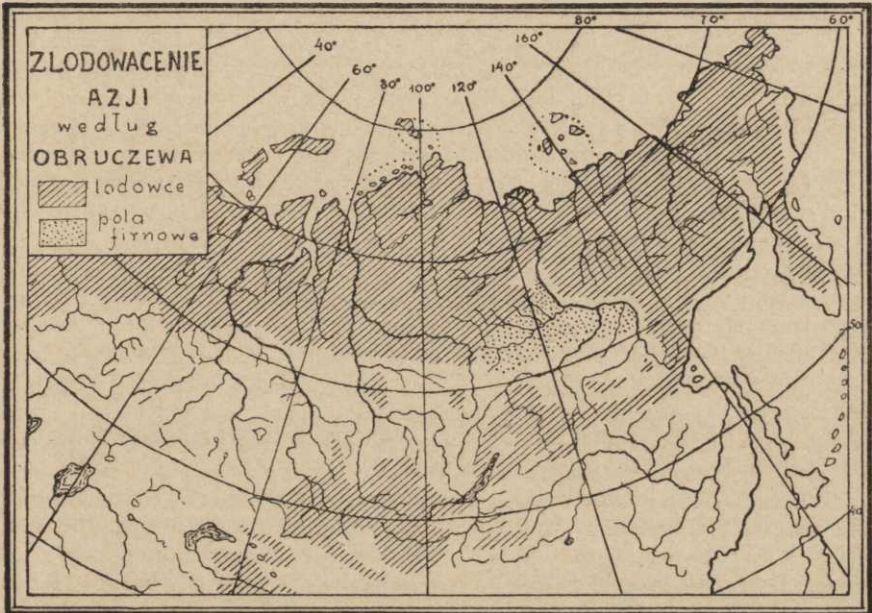 80° 70° 60°
ZLODOWACENIE
AZJI
według
OBRUCZEWA
lodowce
pola
firnowe
40° 60° 80° 100° 120° 140° 160°
50
40